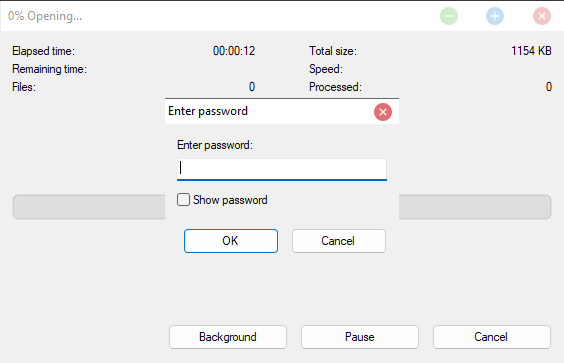 0% Opening...
Elapsed time: 00:00:12 Total size: 1154 KB
Remaining time: Speed:
Files: 0 Processed: 0
Enter password
Enter password:
Show password
OK Cancel
Background Pause Cancel